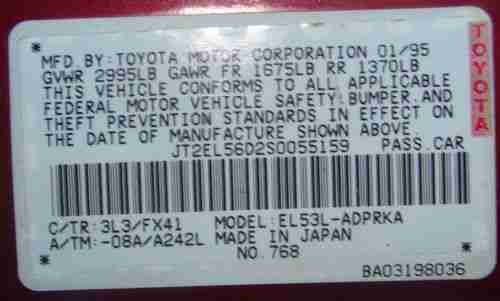 MFD.BY:TOYOTA MOTOR CORPORATION 01/95
GVWR 2995LB GAWR FR 1675LB RR 1370LB
THIS VEHICLE CONFORMS TO ALL APPLICABLE
FEDERAL MOTOR VEHICLE SAFETY,BUMPER,AND
THEFT PREVENTION STANDARDS IN EFFECT ON
THE DATE OF MANUFACTURE SHOWN ABOVE.
JT2EL56D2S0055159 PASS.CAR
C/TR:3L3/FX41 MODEL:EL53L-ADPRKA
A/TM:-08A/A242L MADE IN JAPAN
NO.768
BA03198036
TOYOTA